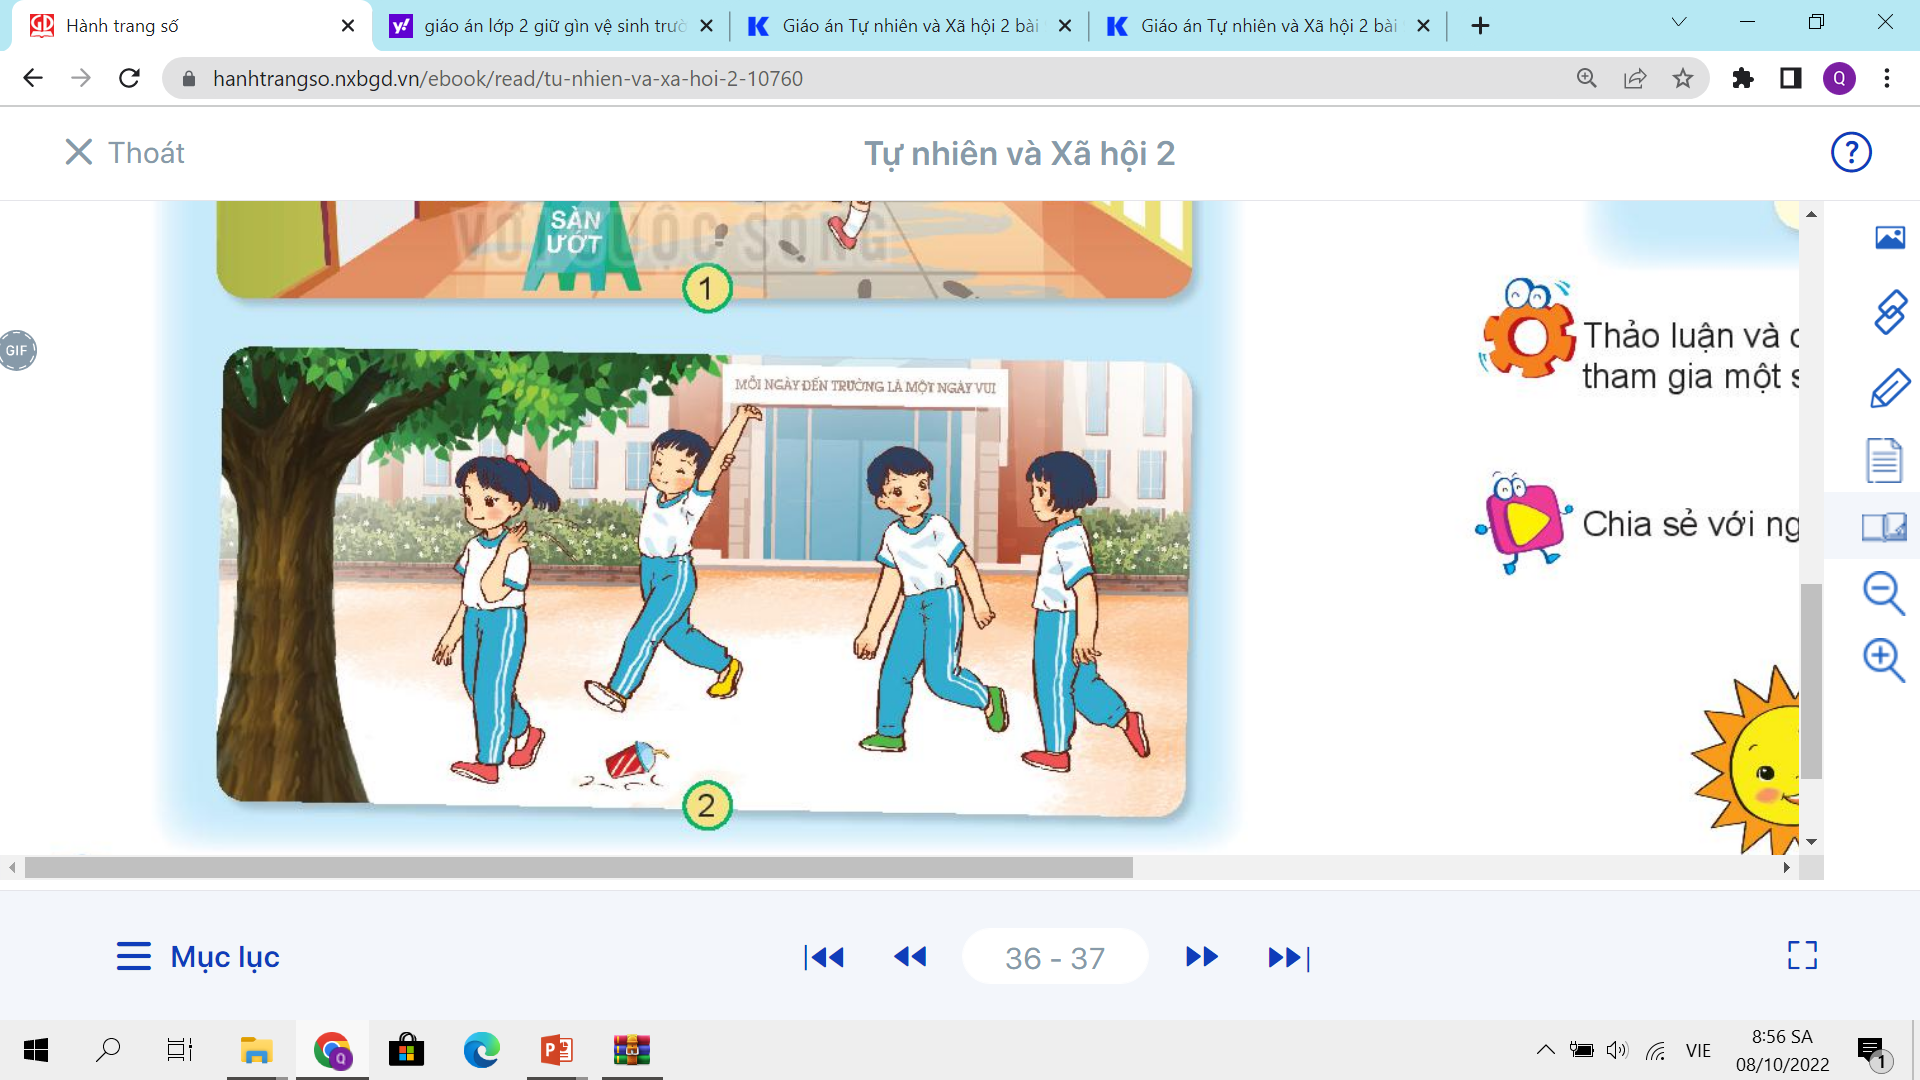 Hành trang số
giáo án lớp 2 giữ gìn vệ sinh trườ
Giáo án Tự nhiên và Xã hội 2 bài
Giáo án Tự nhiên và Xã hội 2 bài
hanhtrangso.nxbgd.vn/ebook/read/tu-nhien-va-xa-hoi-2-10760
Q
Thoát
Tự nhiên và Xã hội 2
?
SÀN
ƯỚT
VỚI CUỘC SỐNG
1
GIF
MỖI NGÀY ĐẾN TRƯỜNG LÀ MỘT NGÀY VUI
2
Thảo luận và
tham gia một s
Chia sẻ với ng
Mục lục
36 - 37
VIE
8:56 SA
08/10/2022
1